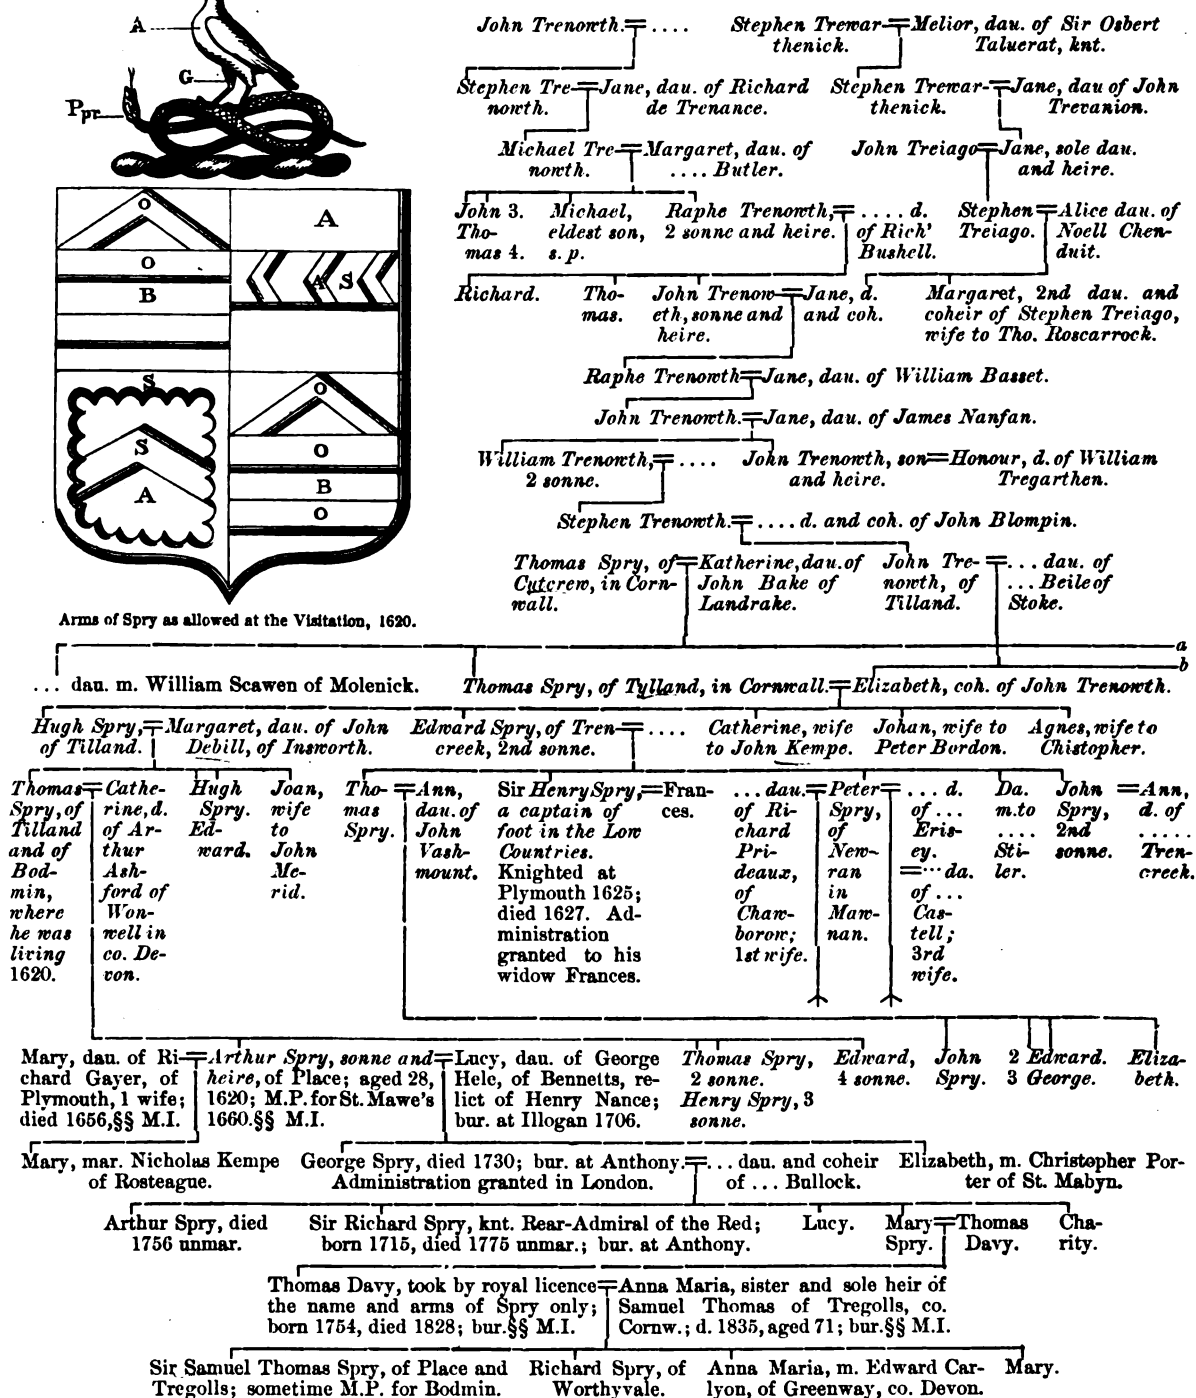 A
G
Ppr
O
A
O
A S
B
S
O
S
O
A
B
O
Arms of Spry as allowed at the Visitation, 1620.
John Trenowth.=....
Stephen Trewar-=Melior, dau. of Sir Osbert
thenick. Taluerat, knt.
Stephen Tre-=Jane, dau. of Richard
nowth. de Trenance.
Stephen Trewar-=Jane, dau of John
thenick. Trevanion.
Michael Tre-=Margaret, dau. of
nowth. .... Butler.
John Treiago=Jane, sole dau.
and heire.
John 3.
Tho-
mas 4.
Michael,
eldest son,
s. p.
Raphe Trenowth,=.... d.
2 sonne and heire. of Rich'
Bushell.
Stephen=Alice dau. of
Treiago. Noell Chen-
duit.
Richard.
Tho-
mas.
John Trenow-=Jane, d.
eth, sonne and and coh.
heire.
Margaret, 2nd dau. and
coheir of Stephen Treiago,
wife to Tho. Roscarrock.
Raphe Trenowth=Jane, dau. of William Basset.
John Trenowth.=Jane, dau. of James Nanfan.
William Trenowth,=....
2 sonne.
John Trenowth, son=Honour, d. of William
and heire. Tregarthen.
Stephen Trenowth.=....d. and coh. of John Blompin.
Thomas Spry, of=Katherine, dau. of
Cutcrew, in Corn- John Bake of
wall. Landrake.
John Tre-=... dau. of
nowth, of ... Beile of
Tilland. Stoke.
a
b
... dau. m. William Scawen of Molenick.
Thomas Spry, of Tylland, in Cornwall.=Elizabeth, coh. of John Trenowth.
Hugh Spry,=Margaret, dau. of John
of Tilland. Debill, of Insworth.
Edward Spry, of Tren-=....
creek, 2nd sonne.
Catherine, wife
to John Kempe.
Johan, wife to
Peter Burdon.
Agnes, wife to
Chistopher.
Thomas=
Spry, of
Tilland
and of
Bod-
min,
where
he was
living
1620.
Cathe-
rine, d.
of Ar-
thur
Ash-
ford of
Won-
well in
co. De-
von.
Hugh
Spry.
Ed-
ward.
Joan,
wife
to
John
Me-
rid.
Tho-=
mas
Spry.
Ann,
dau. of
John
Vash-
mount.
Sir Henry Spry,=
a captain of
foot in the Low
Countries.
Knighted at
Plymouth 1625;
died 1627. Ad-
ministration
granted to his
widow Frances.
Fran-
ces.
... dau.=
of Ri-
chard
Pri-
deaux,
of
Chaw-
borow;
1st wife.
Peter=
Spry,
of
New-
ran
in
Maw-
nan.
... d.
of ...
Eris-
ey.
=...da.
of ...
Cas-
tell;
3rd
wife.
Da.
m. to
....
Sti-
ler.
John
Spry,
2nd
sonne.
=Ann,
d. of
.....
Tren-
creek.
Mary, dau. of Ri-=
chard Gayer, of
Plymouth, 1 wife;
died 1656,§§ M.I.
Arthur Spry, sonne and=
heire, of Place; aged 28,
1620; M.P. for St. Mawe's
1660.§§ M.I.
Lucy, dau. of George
Hele, of Bennetts, re-
lict of Henry Nance;
bur. at Illogan 1706.
Thomas Spry,
2 sonne.
Henry Spry, 3
sonne.
Edward,
4 sonne.
John
Spry.
2 Edward.
3 George.
Eliza-
beth.
Mary, mar. Nicholas Kempe
of Rosteague.
George Spry, died 1730; bur. at Anthony.=... dau. and coheir
Administration granted in London. of ... Bullock.
Elizabeth, m. Christopher Por-
ter of St. Mabyn.
Arthur Spry, died
1756 unmar.
Sir Richard Spry, knt. Rear-Admiral of the Red;
born 1715, died 1775 unmar.; bur. at Anthony.
Lucy.
Mary=Thomas
Spry. Davy.
Cha-
rity.
Thomas Davy, took by royal licence=Anna Maria, sister and sole heir of
the name and arms of Spry only; Samuel Thomas of Tregolls, co.
born 1754, died 1828; bur.§§ M.I. Cornw.; d. 1835, aged 71; bur.§§ M.I.
Sir Samuel Thomas Spry, of Place and
Tregolls; sometime M.P. for Bodmin.
Richard Spry, of
Worthyvale.
Anna Maria, m. Edward Car-
lyon, of Greenway, co. Devon.
Mary.